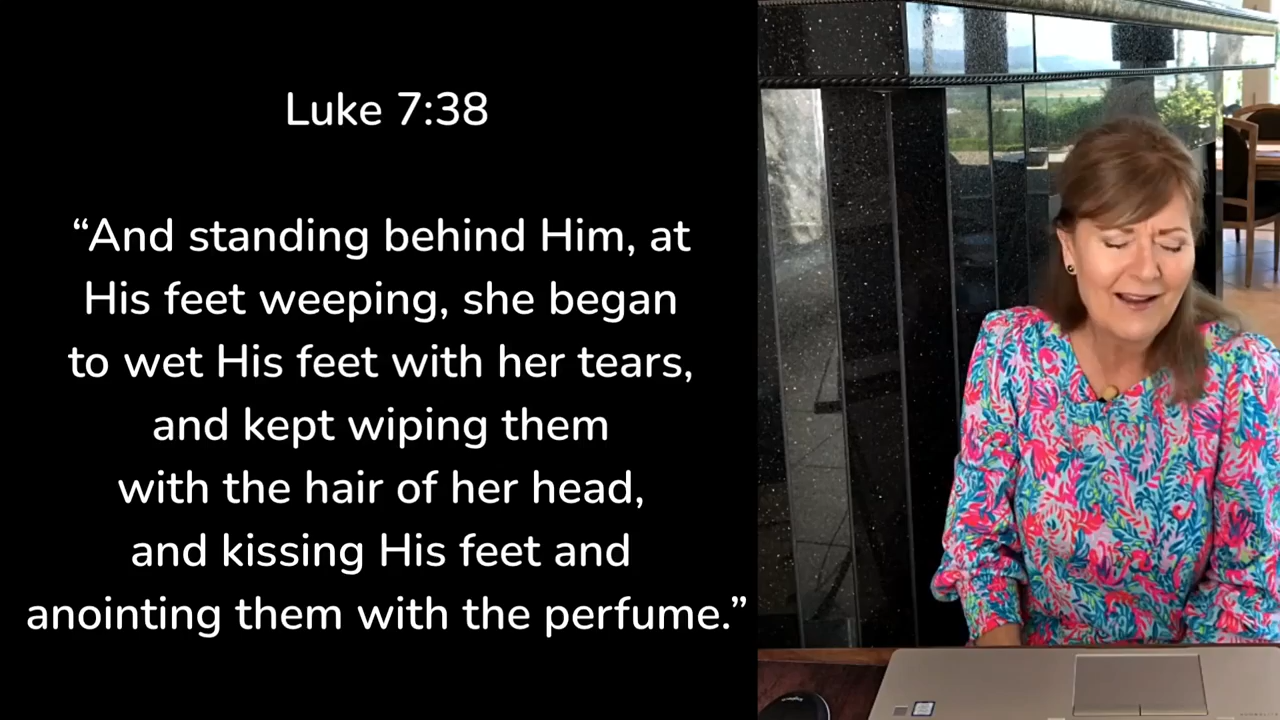 Luke 7:38
“And standing behind Him, at
His feet weeping, she began
to wet His feet with her tears,
and kept wiping them
with the hair of her head,
and kissing His feet and
anointing them with the perfume.”